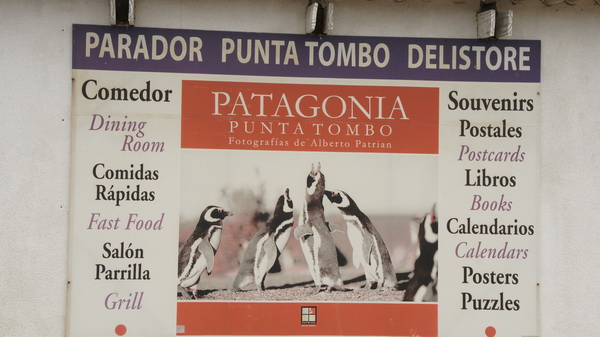 PARADOR PUNTA TOMBO DELISTORE
Comedor
Dining
Room
Comidas
Rápidas
Fast Food
Salón
Parrilla
Grill
PATAGONIA
PUNTA TOMBO
Fotografías de Alberto Patrian
Souvenirs
Postales
Postcards
Libros
Books
Calendarios
Calendars
Posters
Puzzles